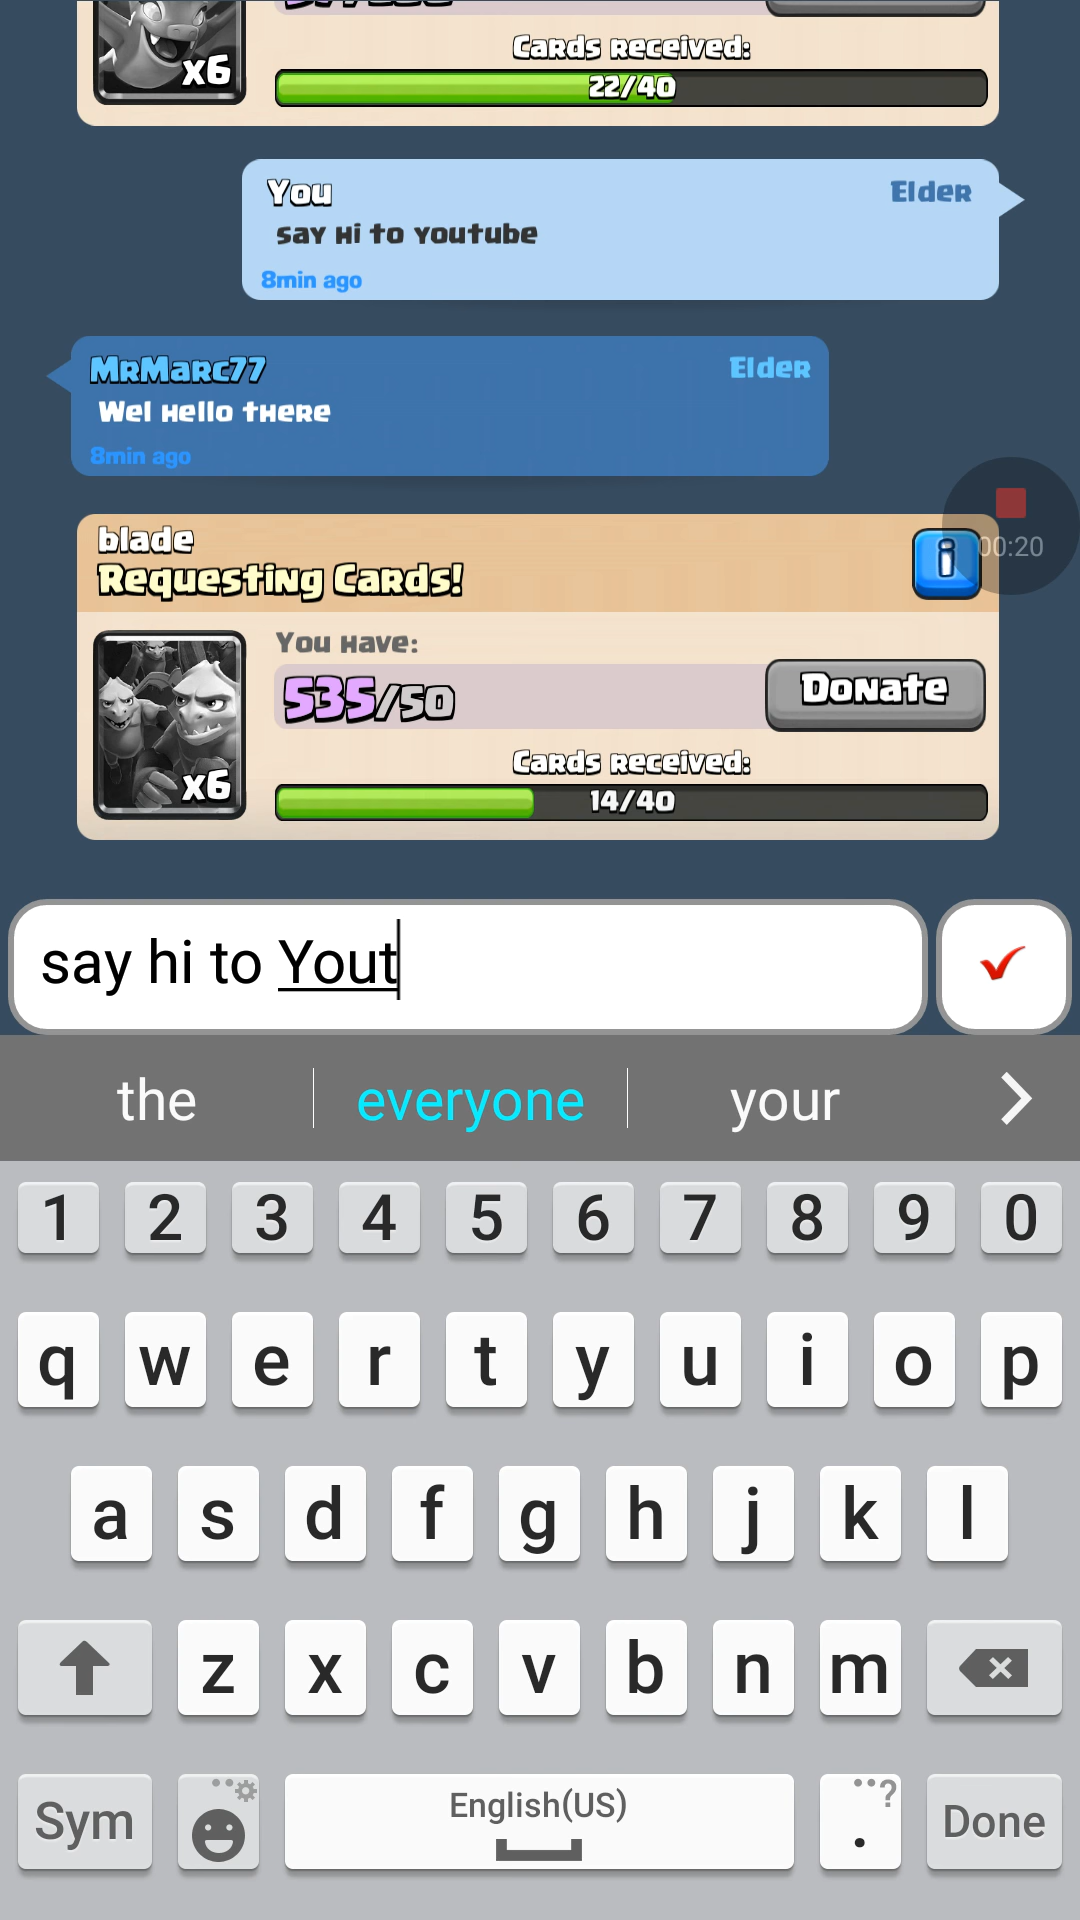 x6
Cards received:
22/40
You
Elder
say hi to youtube
8min ago
MrMarc77
Elder
Wel hello there
8min ago
blade
Requesting Cards!
i
00:20
You have:
535/50
Donate
Cards received:
x6
14/40
say hi to Yout
the
everyone
your
1 2 3 4 5 6 7 8 9 0
q w e r t y u i o p
a s d f g h j k l
z x c v b n m
Sym
English(US)
?
.
Done